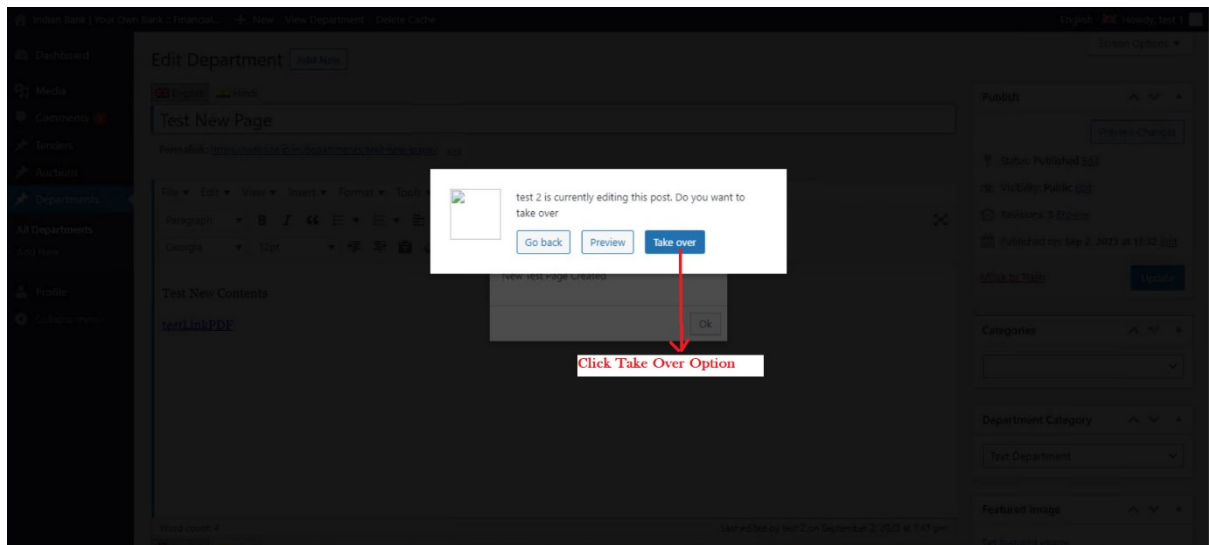 Indian Bank | Your Own Bank :: Financial... + New View Department Delete Cache
English Howdy, test 1
Screen Options
Dashboard
Edit Department Add New
Media
English Hindi
Comments
Test New Page
Tenders
Permalink:
Auctions
Departments
File Edit View Insert Format Tools
All Departments
Paragraph B I
Add New
Georgia 12pt
Profile
Test New Contents
Collapse menu
testLinkPDF
test 2 is currently editing this post. Do you want to
take over
Go back Preview Take over
New Test Page Created
Ok
Click Take Over Option
Publish
Preview Changes
Status: Published Edit
Visibility: Public Edit
Revisions: Browse
Published on: Sep 2, 2023 at 11:32 Edit
Move to Trash Update
Categories
Department Category
Test Department
Featured image
Word count: 4
Last edited by test 2 on September 2, 2023 at 1:47 pm
Set featured image